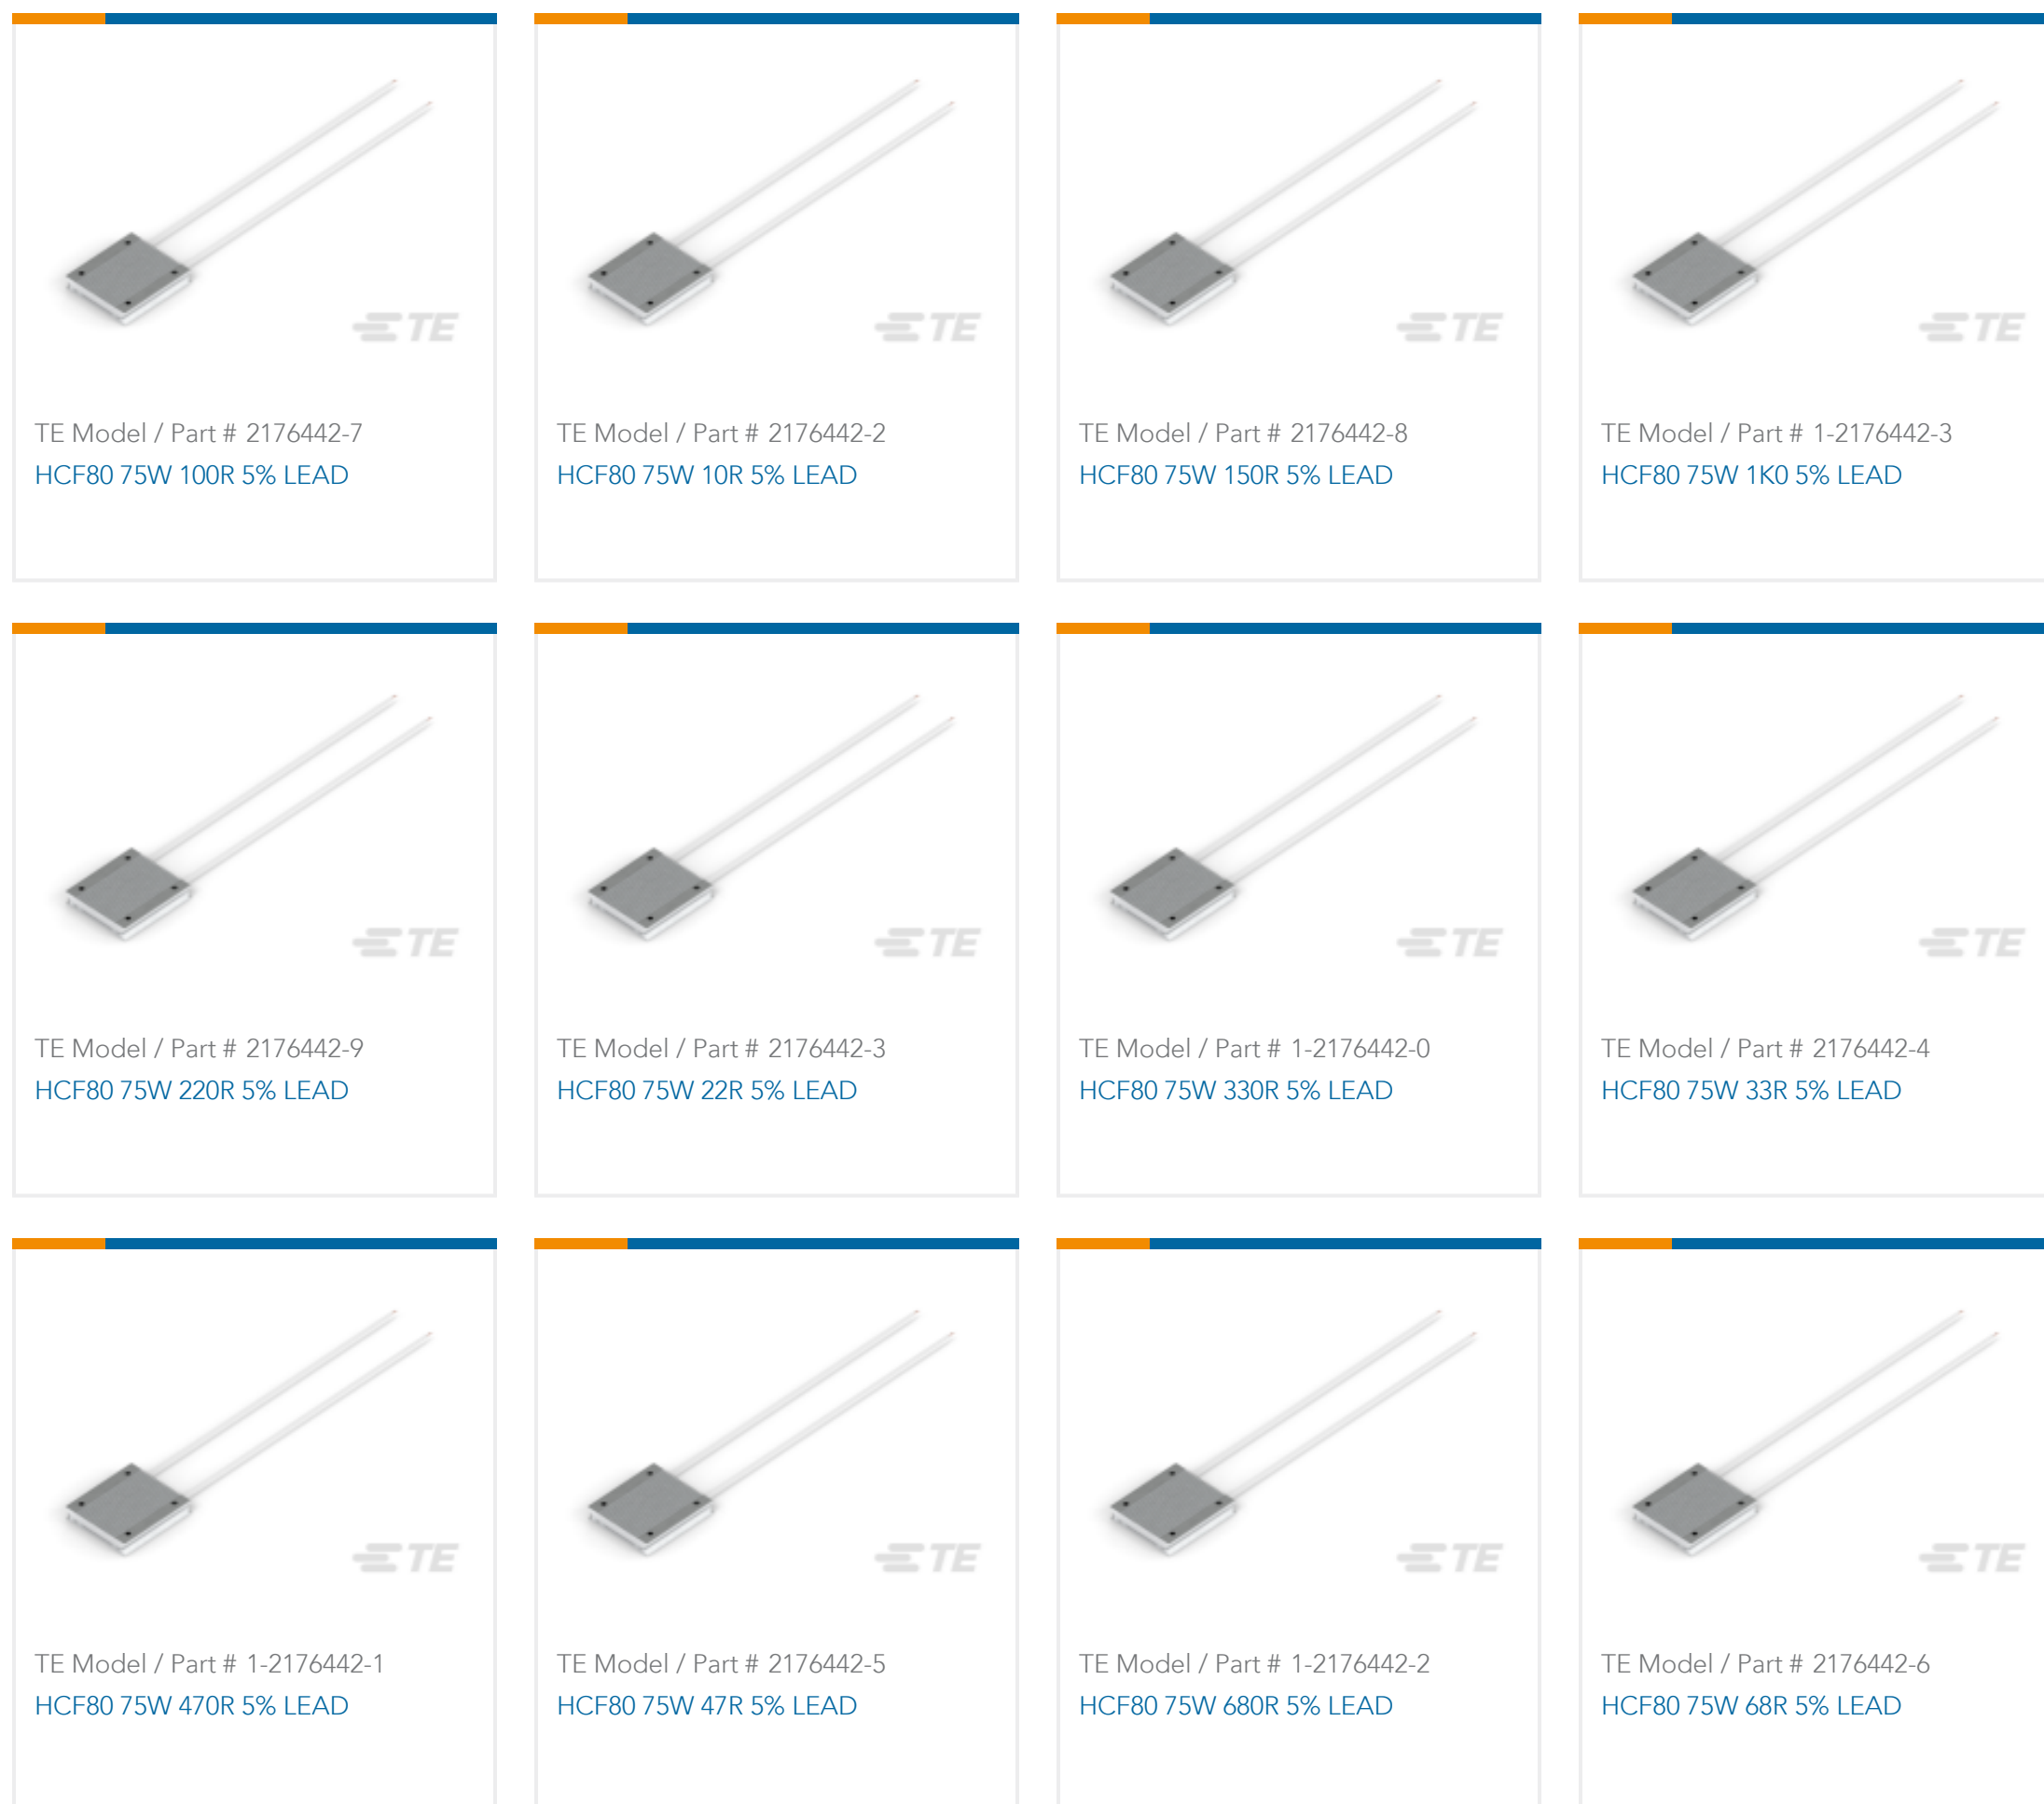 TE
TE
TE
TE
TE Model / Part # 2176442-7
HCF80 75W 100R 5% LEAD
TE Model / Part # 2176442-2
HCF80 75W 10R 5% LEAD
TE Model / Part # 2176442-8
HCF80 75W 150R 5% LEAD
TE Model / Part # 1-2176442-3
HCF80 75W 1K0 5% LEAD
TE
TE
TE
TE
TE Model / Part # 2176442-9
HCF80 75W 220R 5% LEAD
TE Model / Part # 2176442-3
HCF80 75W 22R 5% LEAD
TE Model / Part # 1-2176442-0
HCF80 75W 330R 5% LEAD
TE Model / Part # 2176442-4
HCF80 75W 33R 5% LEAD
TE
TE
TE
TE
TE Model / Part # 1-2176442-1
HCF80 75W 470R 5% LEAD
TE Model / Part # 2176442-5
HCF80 75W 47R 5% LEAD
TE Model / Part # 1-2176442-2
HCF80 75W 680R 5% LEAD
TE Model / Part # 2176442-6
HCF80 75W 68R 5% LEAD